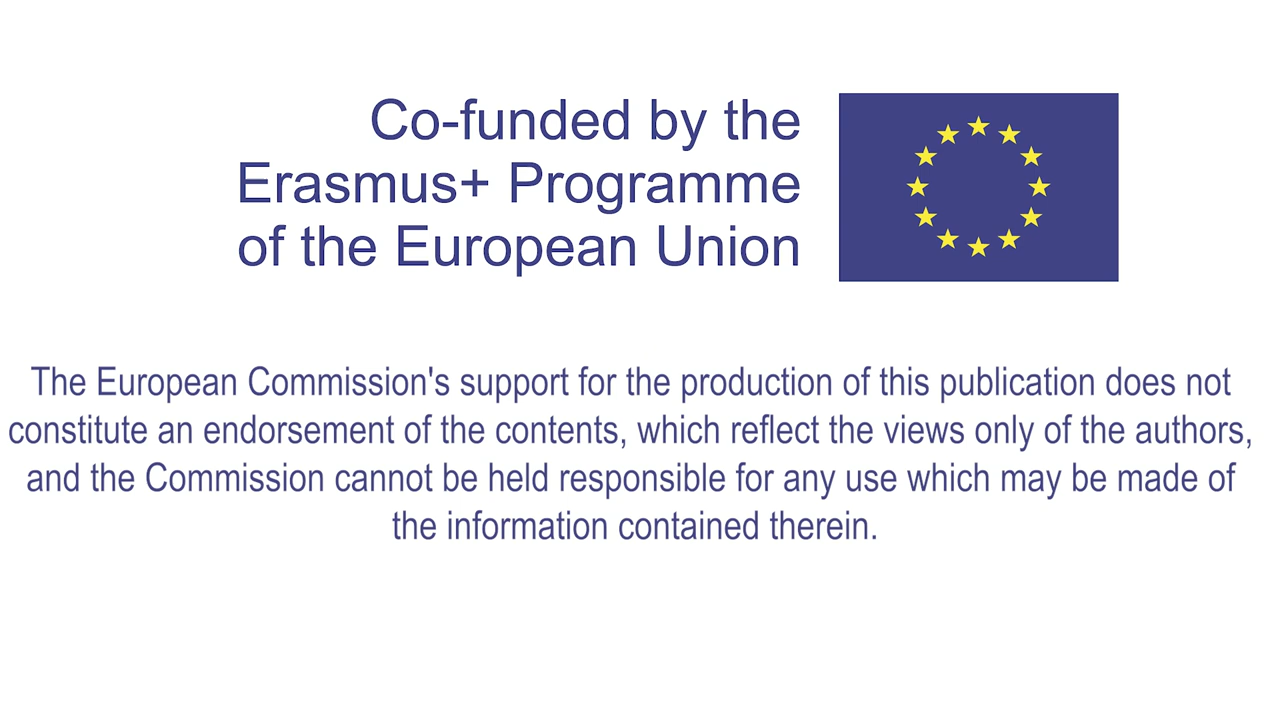 Co-funded by the
Erasmus+ Programme
of the European Union
The European Commission's support for the production of this publication does not
constitute an endorsement of the contents, which reflect the views only of the authors,
and the Commission cannot be held responsible for any use which may be made of
the information contained therein.